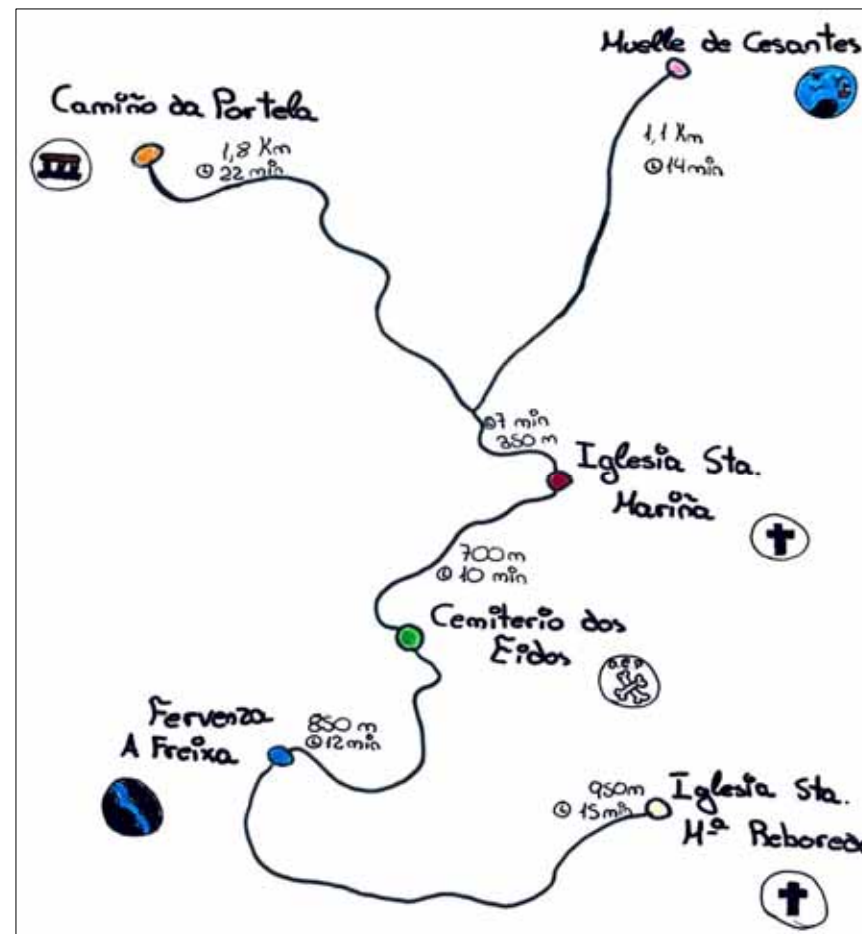 Muelle de Cesantes
Camiño da Portela
1,8 Km
22 min
1,1 Km
14 min
7 min
350 m
Iglesia Sta.
Mariña
700 m
10 min
Cemiterio dos
Eidos
D.E.P
Fervenza
A Freixa
850 m
12 min
950 m
15 min
Iglesia Sta.
Mª Reboreda